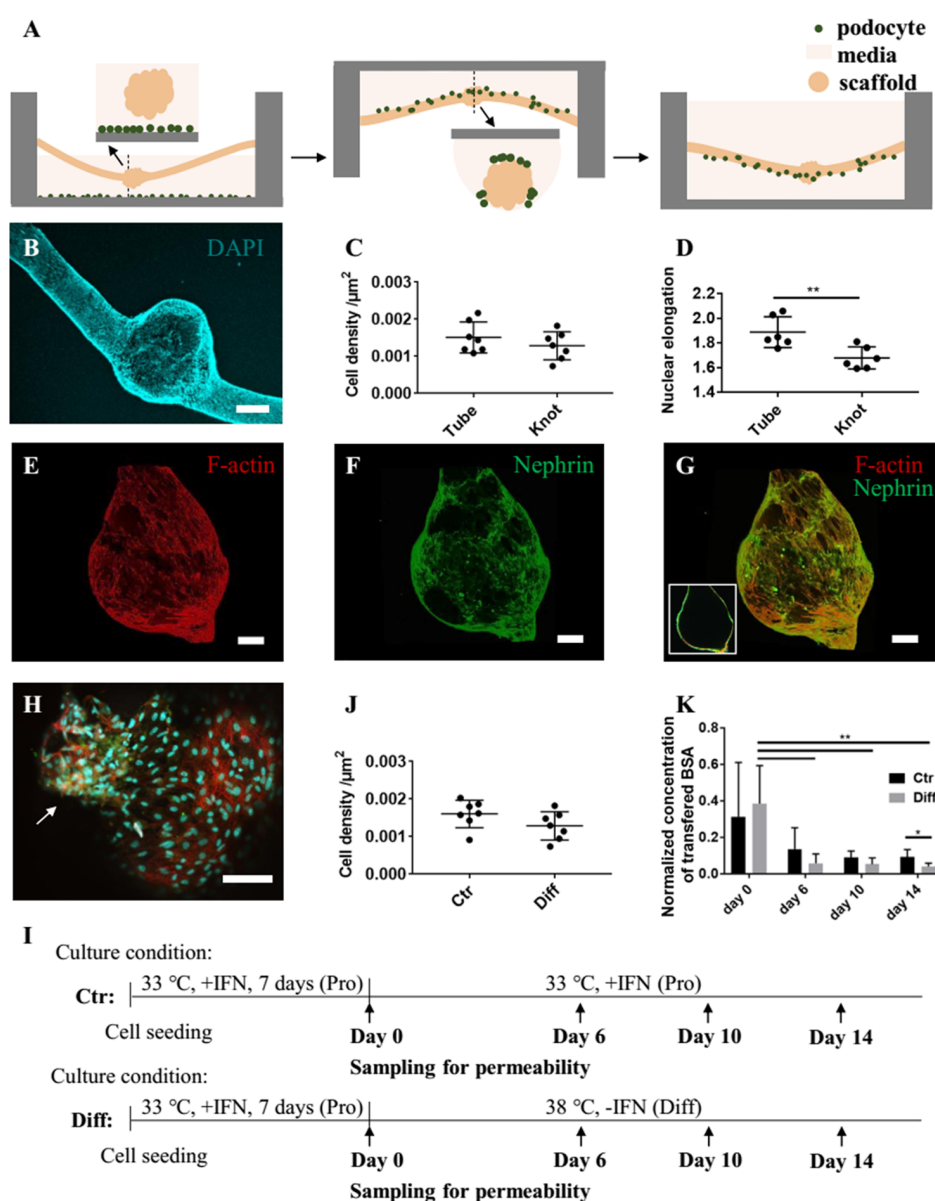 A
podocyte
media
scaffold
B
DAPI
C
Cell density /µm²
0.003
0.002
0.001
0.000
Tube
Knot
D
Nuclear elongation
2.2
2.0
1.8
1.6
1.4
**
Tube
Knot
E
F-actin
F
Nephrin
G
F-actin
Nephrin
H
J
Cell density /µm²
0.003
0.002
0.001
0.000
Ctr
Diff
K
Normalized concentration
of transfered BSA
0.8
0.6
0.4
0.2
0.0
**
Ctr
Diff
*
day 0
day 6
day 10
day 14
I
Culture condition:
33 °C, +IFN, 7 days (Pro) 33 °C, +IFN (Pro)
Ctr:
Cell seeding Day 0 Day 6 Day 10 Day 14
Sampling for permeability
Culture condition:
33 °C, +IFN, 7 days (Pro) 38 °C, -IFN (Diff)
Diff:
Cell seeding Day 0 Day 6 Day 10 Day 14
Sampling for permeability